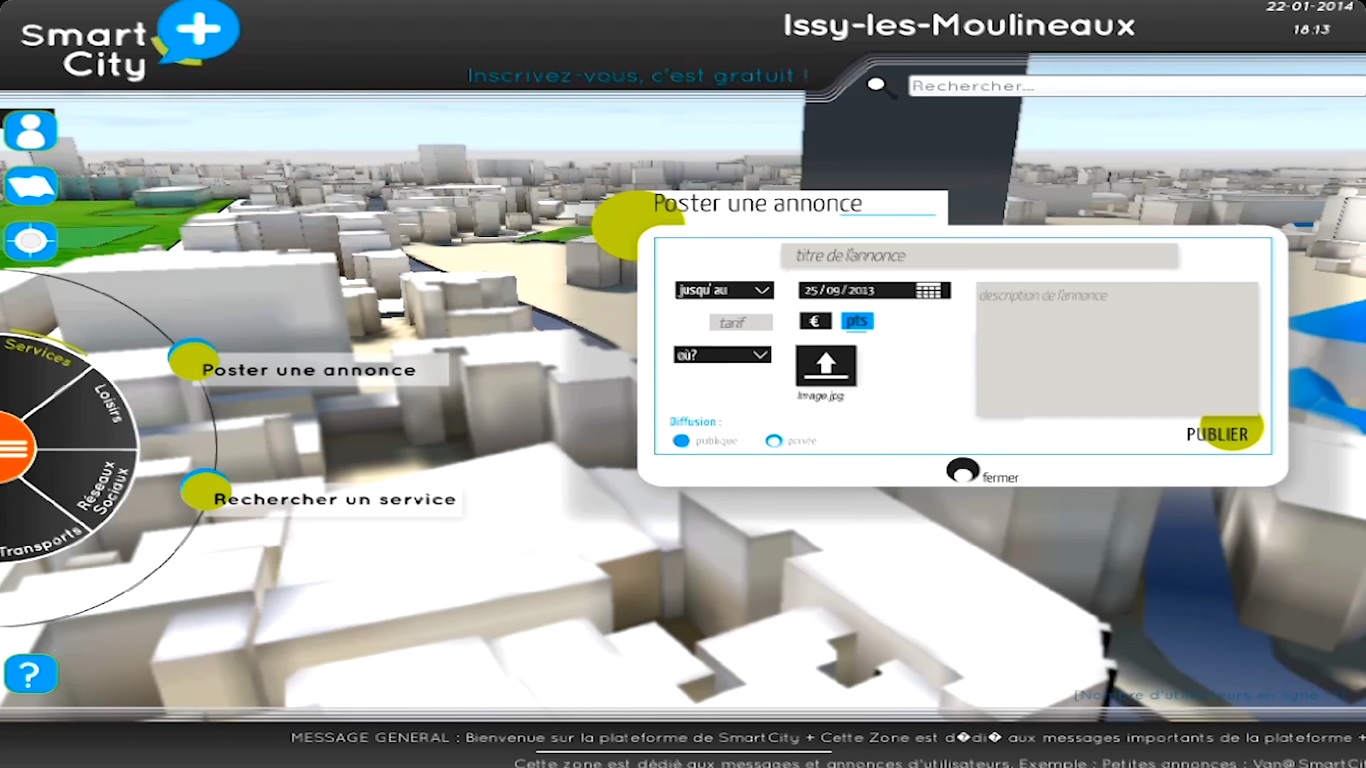 Smart
City
Issy-les-Moulineaux
22-01-2014
18:13
Inscrivez-vous, c'est gratuit !
Rechercher...
Poster une annonce
titre de l'annonce
jusqu'au
25/09/2013
description de l'annonce
tarif
€
pts
où?
Image.jpg
Diffusion :
publique
privée
PUBLIER
fermer
Services
Loisirs
Réseaux
Sociaux
Transports
Poster une annonce
Rechercher un service
?
[Nombre d'utilisateurs en ligne
MESSAGE GENERAL : Bienvenue sur la plateforme de SmartCity + Cette Zone est d�di� aux messages importants de la plateforme +
Cette zone est dédié aux messages et annonces d'utilisateurs. Exemple : Petites annonces : Van@SmartCi